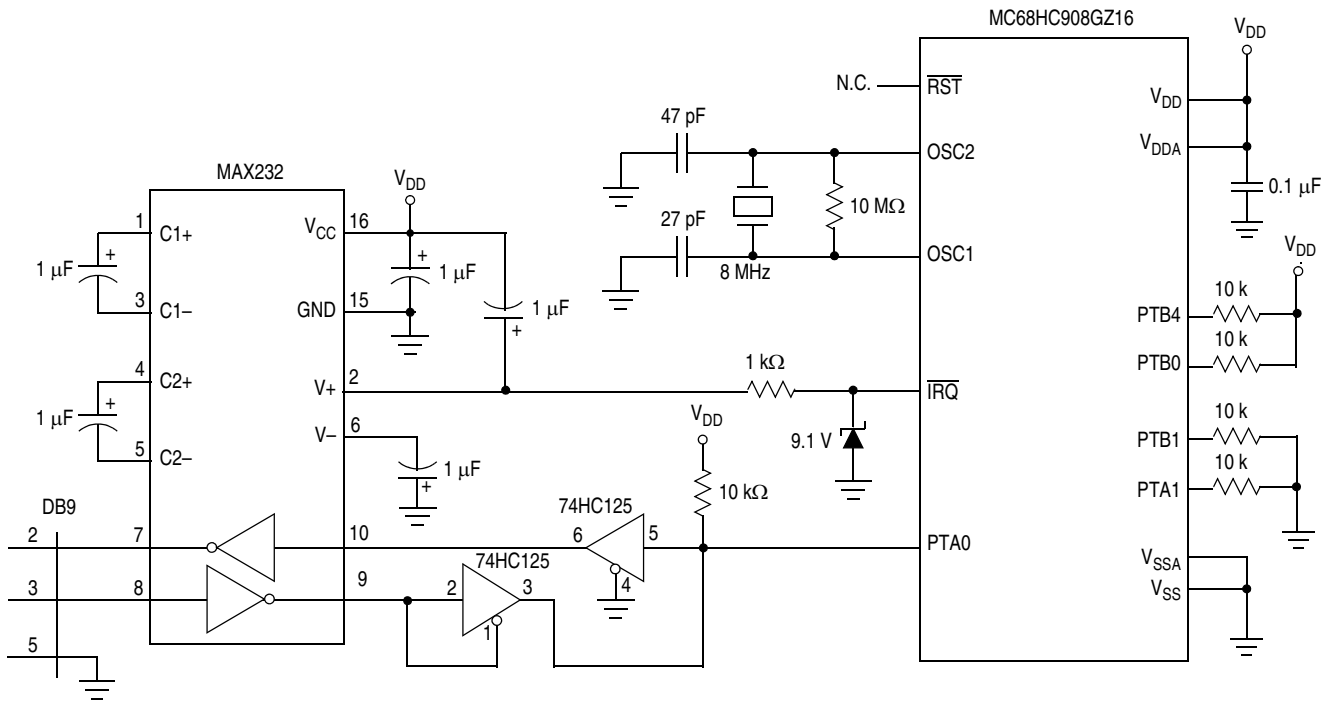 MC68HC908GZ16
VDD
N.C.
RST
VDD
47 pF
OSC2
VDDA
MAX232
10 MΩ
0.1 µF
VDD
1
C1+
VCC
16
27 pF
OSC1
VDD
1 µF
+
+
1 µF
8 MHz
3
C1–
GND
15
1 µF
+
10 k
PTB4
10 k
PTB0
4
C2+
V+
2
1 kΩ
IRQ
1 µF
+
V–
6
VDD
9.1 V
10 k
PTB1
5
C2–
1 µF
+
10 kΩ
10 k
PTA1
DB9
74HC125
2
7
10
6
5
PTA0
4
74HC125
VSSA
3
8
9
2
3
VSS
1
5